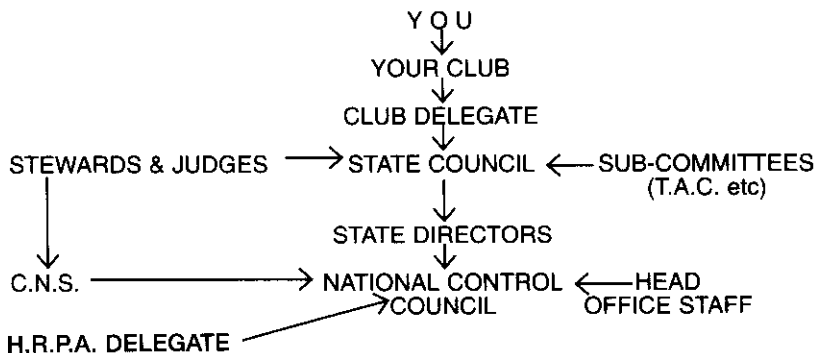 Y O U
YOUR CLUB
CLUB DELEGATE
STEWARDS & JUDGES STATE COUNCIL SUB-COMMITTEES
(T.A.C. etc)
STATE DIRECTORS
C.N.S. NATIONAL CONTROL HEAD
COUNCIL OFFICE STAFF
H.R.P.A. DELEGATE